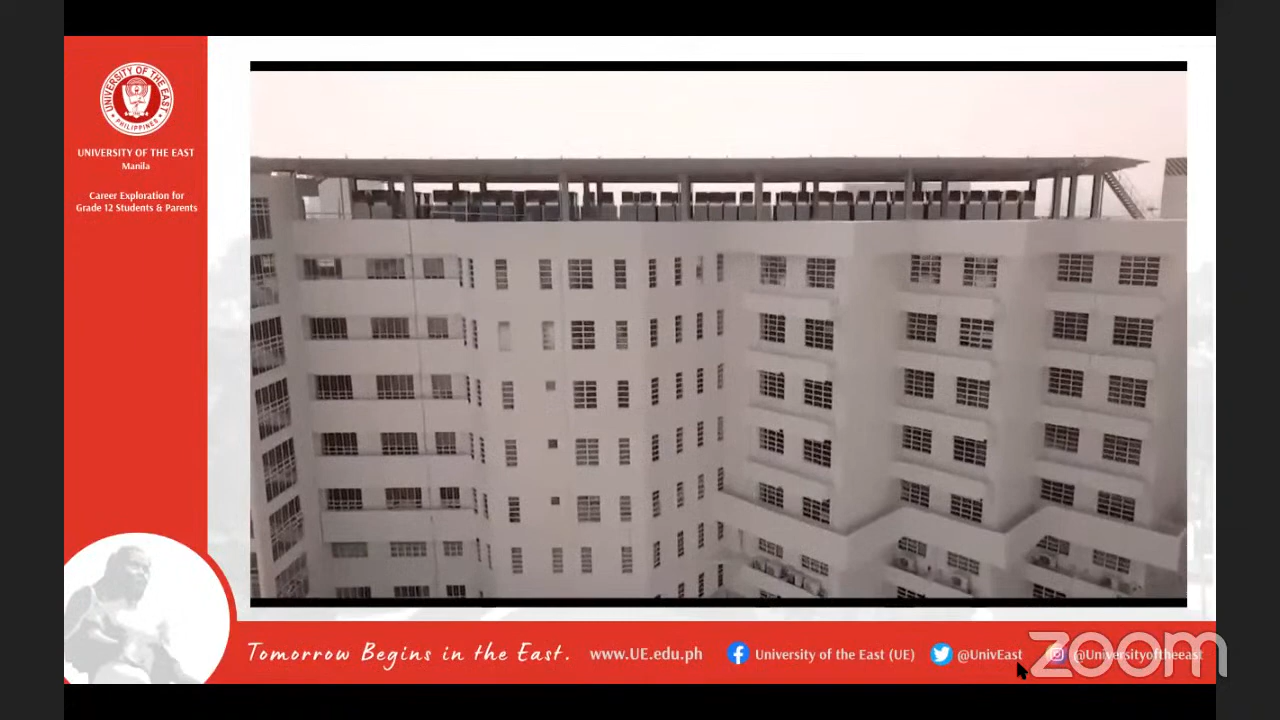 UNIVERSITY OF THE EAST
PHILIPPINES
UNIVERSITY OF THE EAST
Manila
Career Exploration for
Grade 12 Students & Parents
Tomorrow Begins in the East.
www.UE.edu.ph
University of the East (UE)
@UnivEast
@Universityoftheeast
zoom